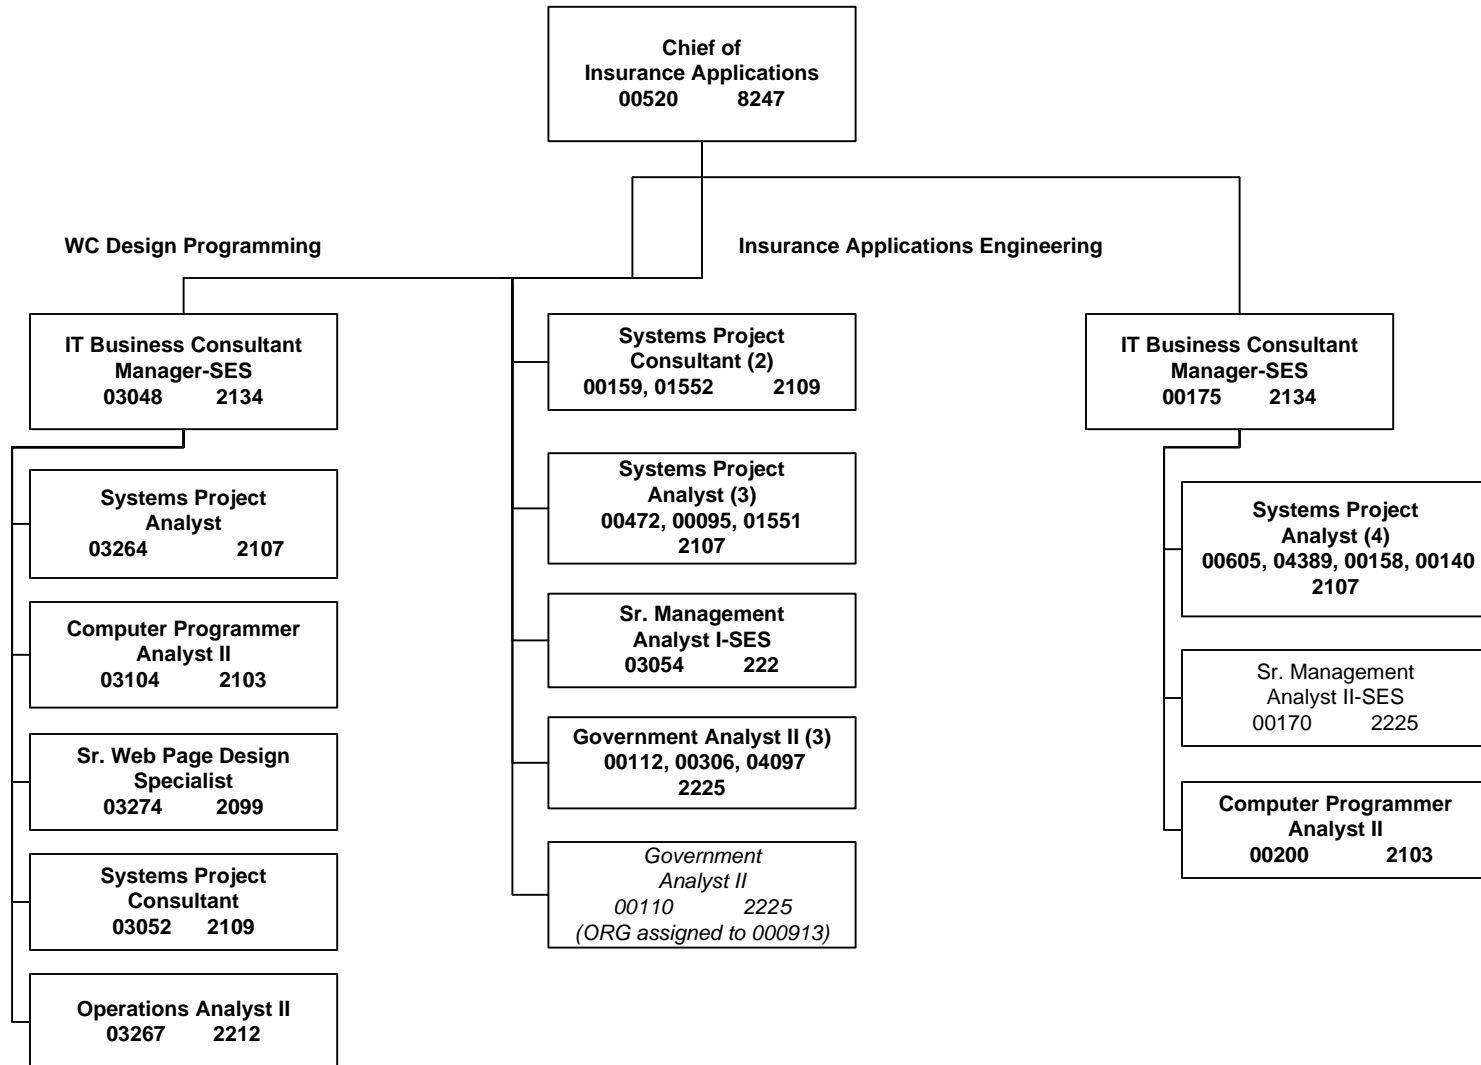 Chief of
Insurance Applications
00520 8247
WC Design Programming
Insurance Applications Engineering
IT Business Consultant
Manager-SES
03048 2134
Systems Project
Analyst
03264 2107
Computer Programmer
Analyst II
03104 2103
Sr. Web Page Design
Specialist
03274 2099
Systems Project
Consultant
03052 2109
Operations Analyst II
03267 2212
Systems Project
Consultant (2)
00159, 01552 2109
Systems Project
Analyst (3)
00472, 00095, 01551
2107
Sr. Management
Analyst I-SES
03054 222
Government Analyst II (3)
00112, 00306, 04097
2225
Government
Analyst II
00110 2225
(ORG assigned to 000913)
IT Business Consultant
Manager-SES
00175 2134
Systems Project
Analyst (4)
00605, 04389, 00158, 00140
2107
Sr. Management
Analyst II-SES
00170 2225
Computer Programmer
Analyst II
00200 2103